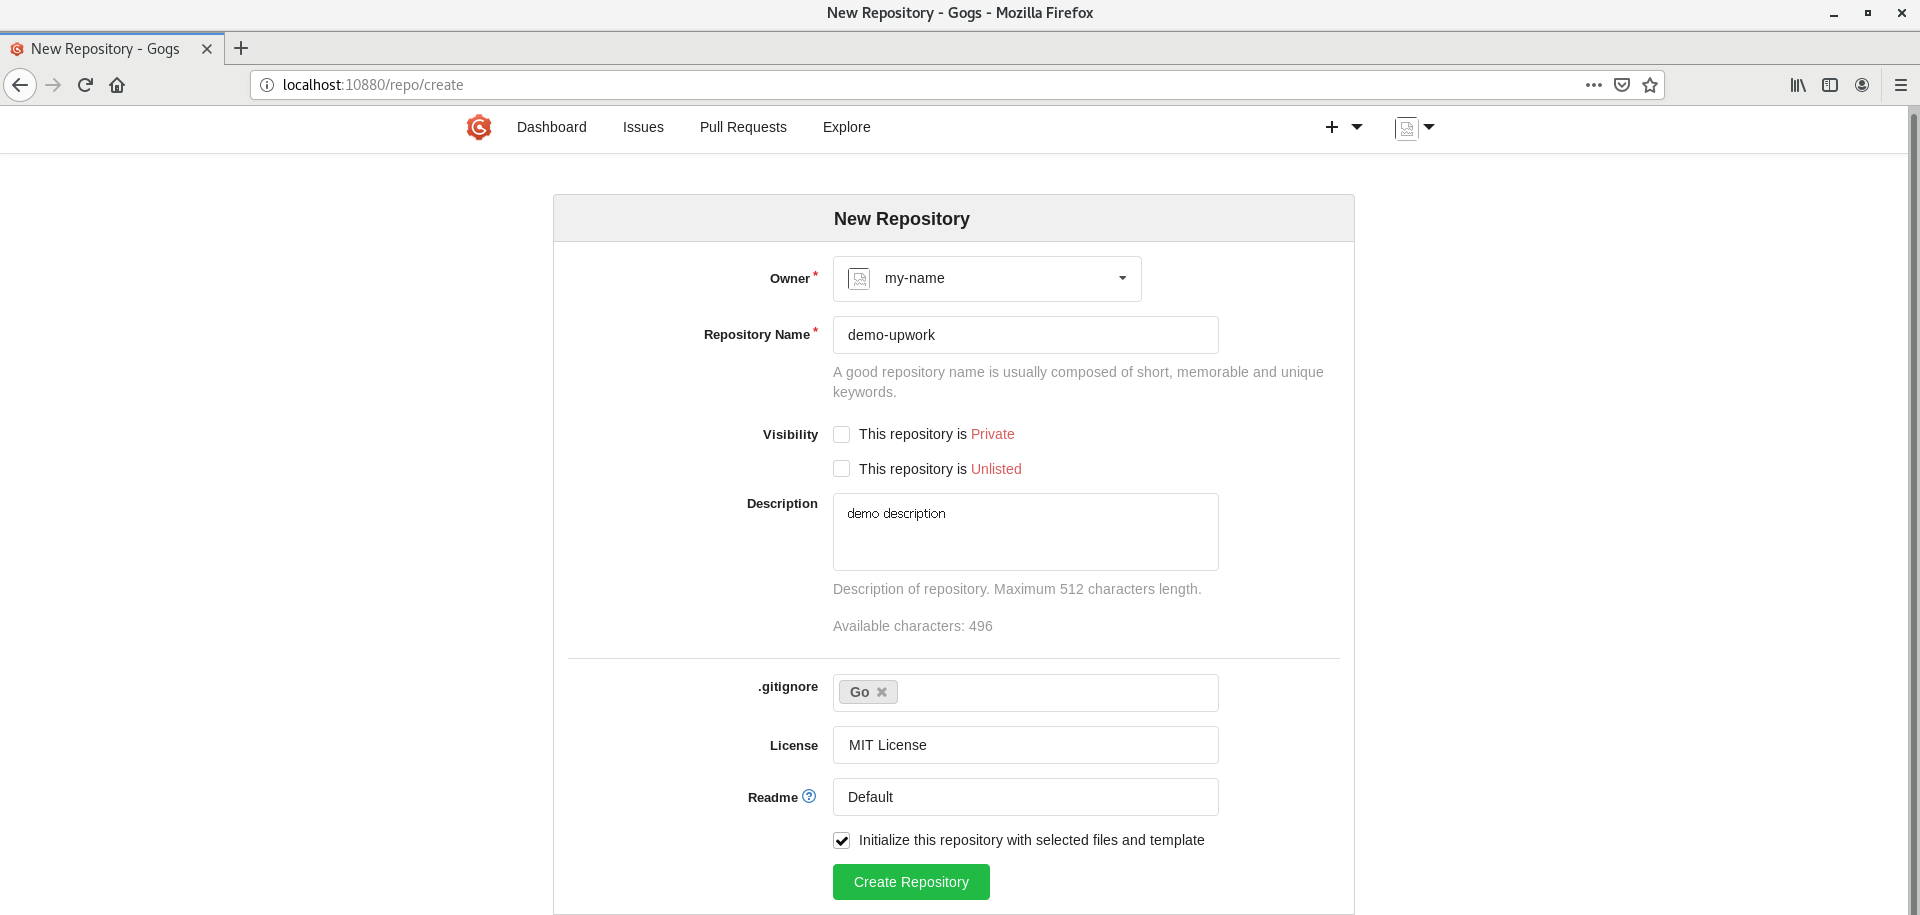 New Repository - Gogs - Mozilla Firefox
New Repository - Gogs
localhost:10880/repo/create
Dashboard Issues Pull Requests Explore
New Repository
Owner * my-name
Repository Name * demo-upwork
A good repository name is usually composed of short, memorable and unique
keywords.
Visibility This repository is Private
This repository is Unlisted
Description demo description
Description of repository. Maximum 512 characters length.
Available characters: 496
.gitignore Go
License MIT License
Readme Default
Initialize this repository with selected files and template
Create Repository